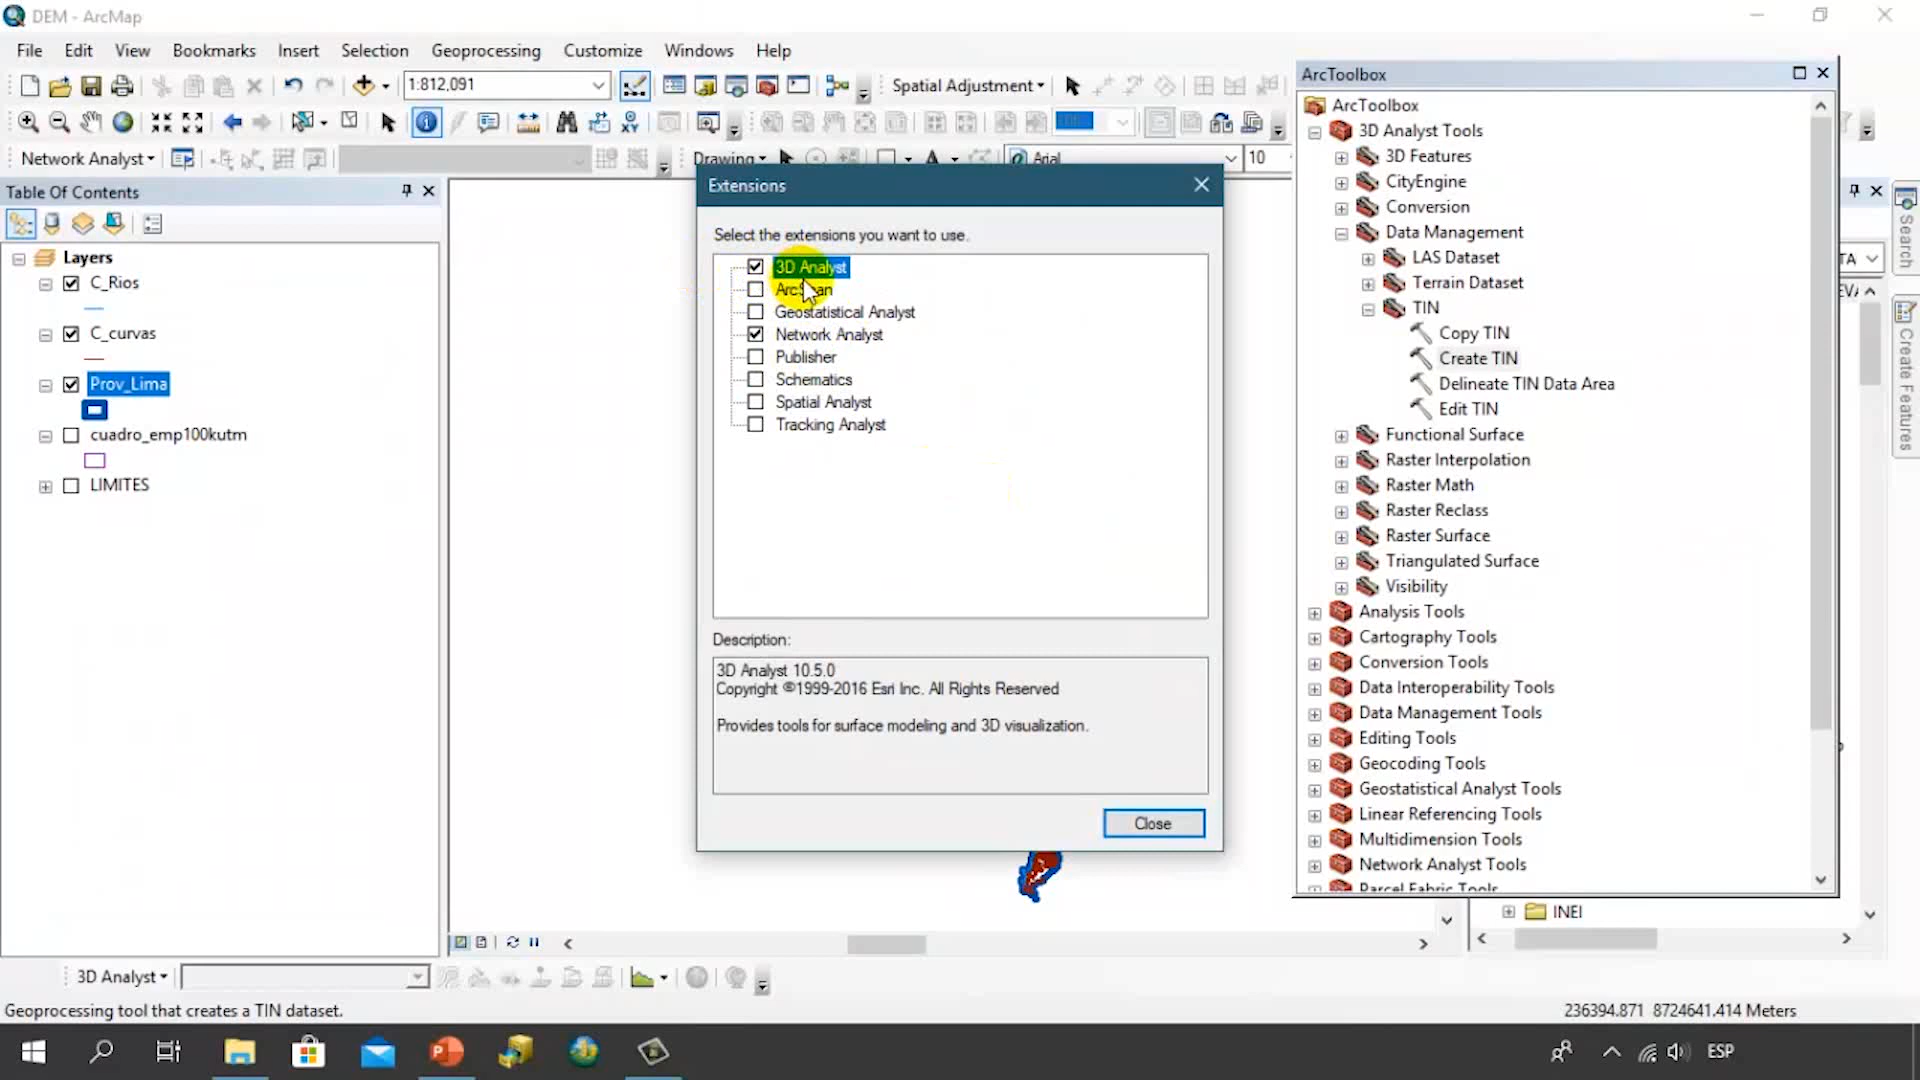 DEM - ArcMap
File Edit View Bookmarks Insert Selection Geoprocessing Customize Windows Help
1:812,091
Spatial Adjustment
Network Analyst
Drawing
Arial
10
Table Of Contents
Layers
C_Rios
C_curvas
Prov_Lima
cuadro_emp100kutm
LIMITES
Extensions
Select the extensions you want to use.
3D Analyst
ArcScan
Geostatistical Analyst
Network Analyst
Publisher
Schematics
Spatial Analyst
Tracking Analyst
Description:
3D Analyst 10.5.0
Copyright ©1999-2016 Esri Inc. All Rights Reserved
Provides tools for surface modeling and 3D visualization.
Close
ArcToolbox
ArcToolbox
3D Analyst Tools
3D Features
CityEngine
Conversion
Data Management
LAS Dataset
Terrain Dataset
TIN
Copy TIN
Create TIN
Delineate TIN Data Area
Edit TIN
Functional Surface
Raster Interpolation
Raster Math
Raster Reclass
Raster Surface
Triangulated Surface
Visibility
Analysis Tools
Cartography Tools
Conversion Tools
Data Interoperability Tools
Data Management Tools
Editing Tools
Geocoding Tools
Geostatistical Analyst Tools
Linear Referencing Tools
Multidimension Tools
Network Analyst Tools
Parcel Fabric Tools
INEI
TA
Search
Create Features
3D Analyst
Geoprocessing tool that creates a TIN dataset.
236394.871 8724641.414 Meters
ESP